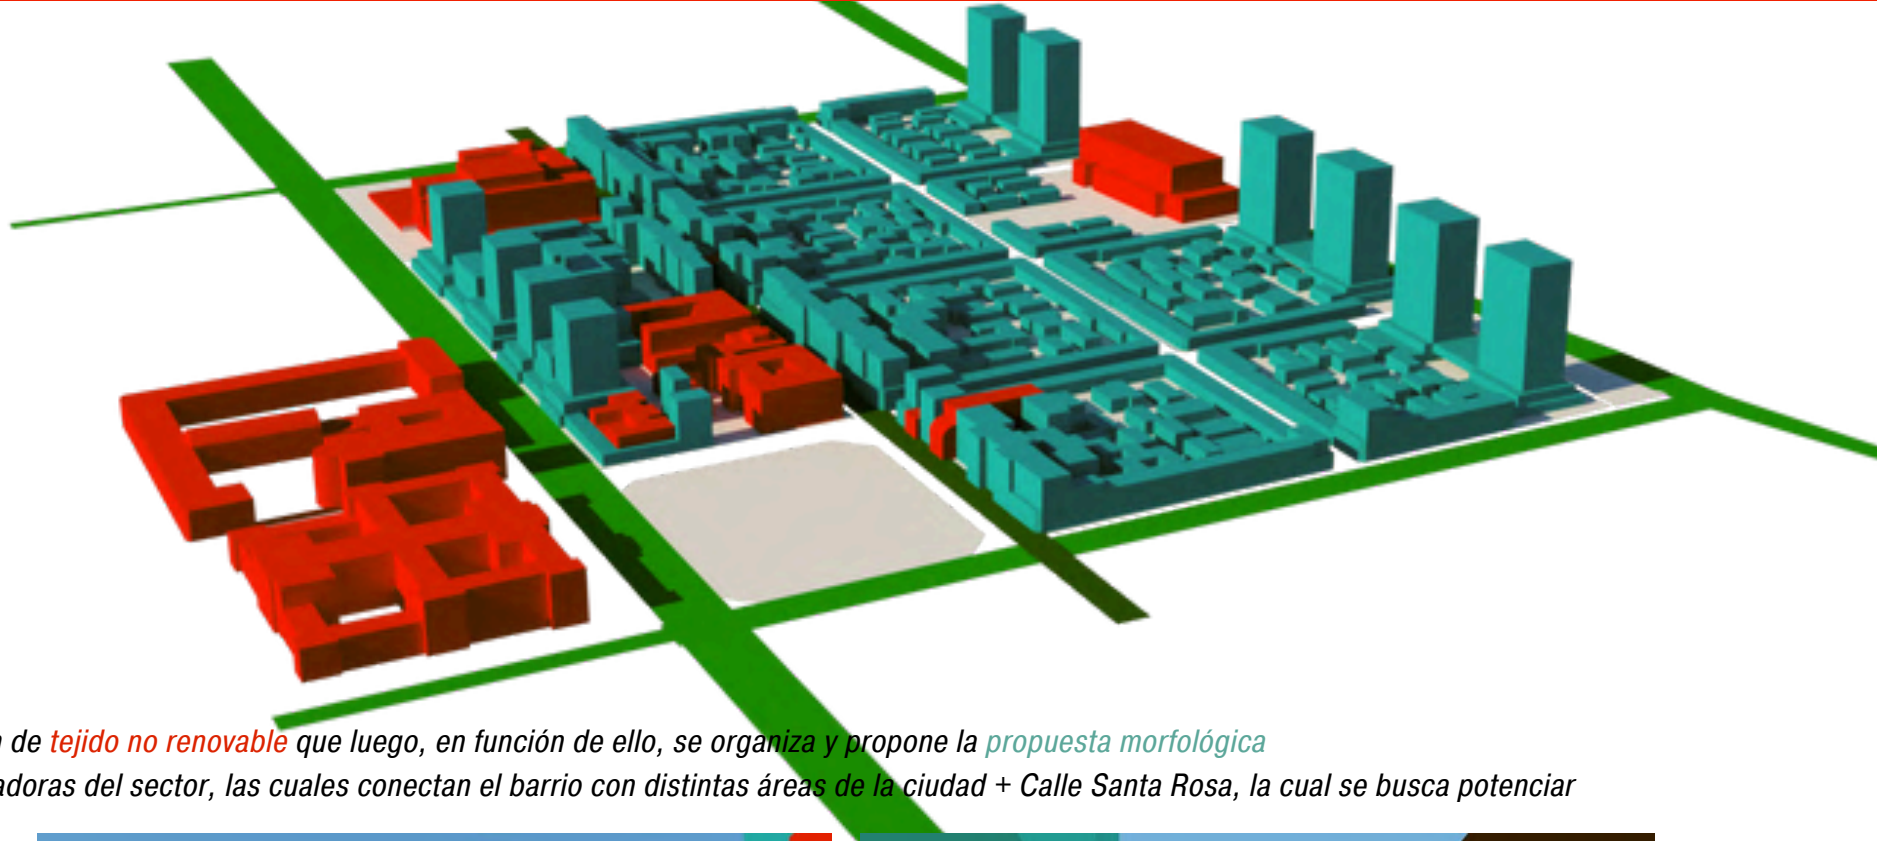 de tejido no renovable que luego, en función de ello, se organiza y propone la propuesta morfológica
adoras del sector, las cuales conectan el barrio con distintas áreas de la ciudad + Calle Santa Rosa, la cual se busca potenciar